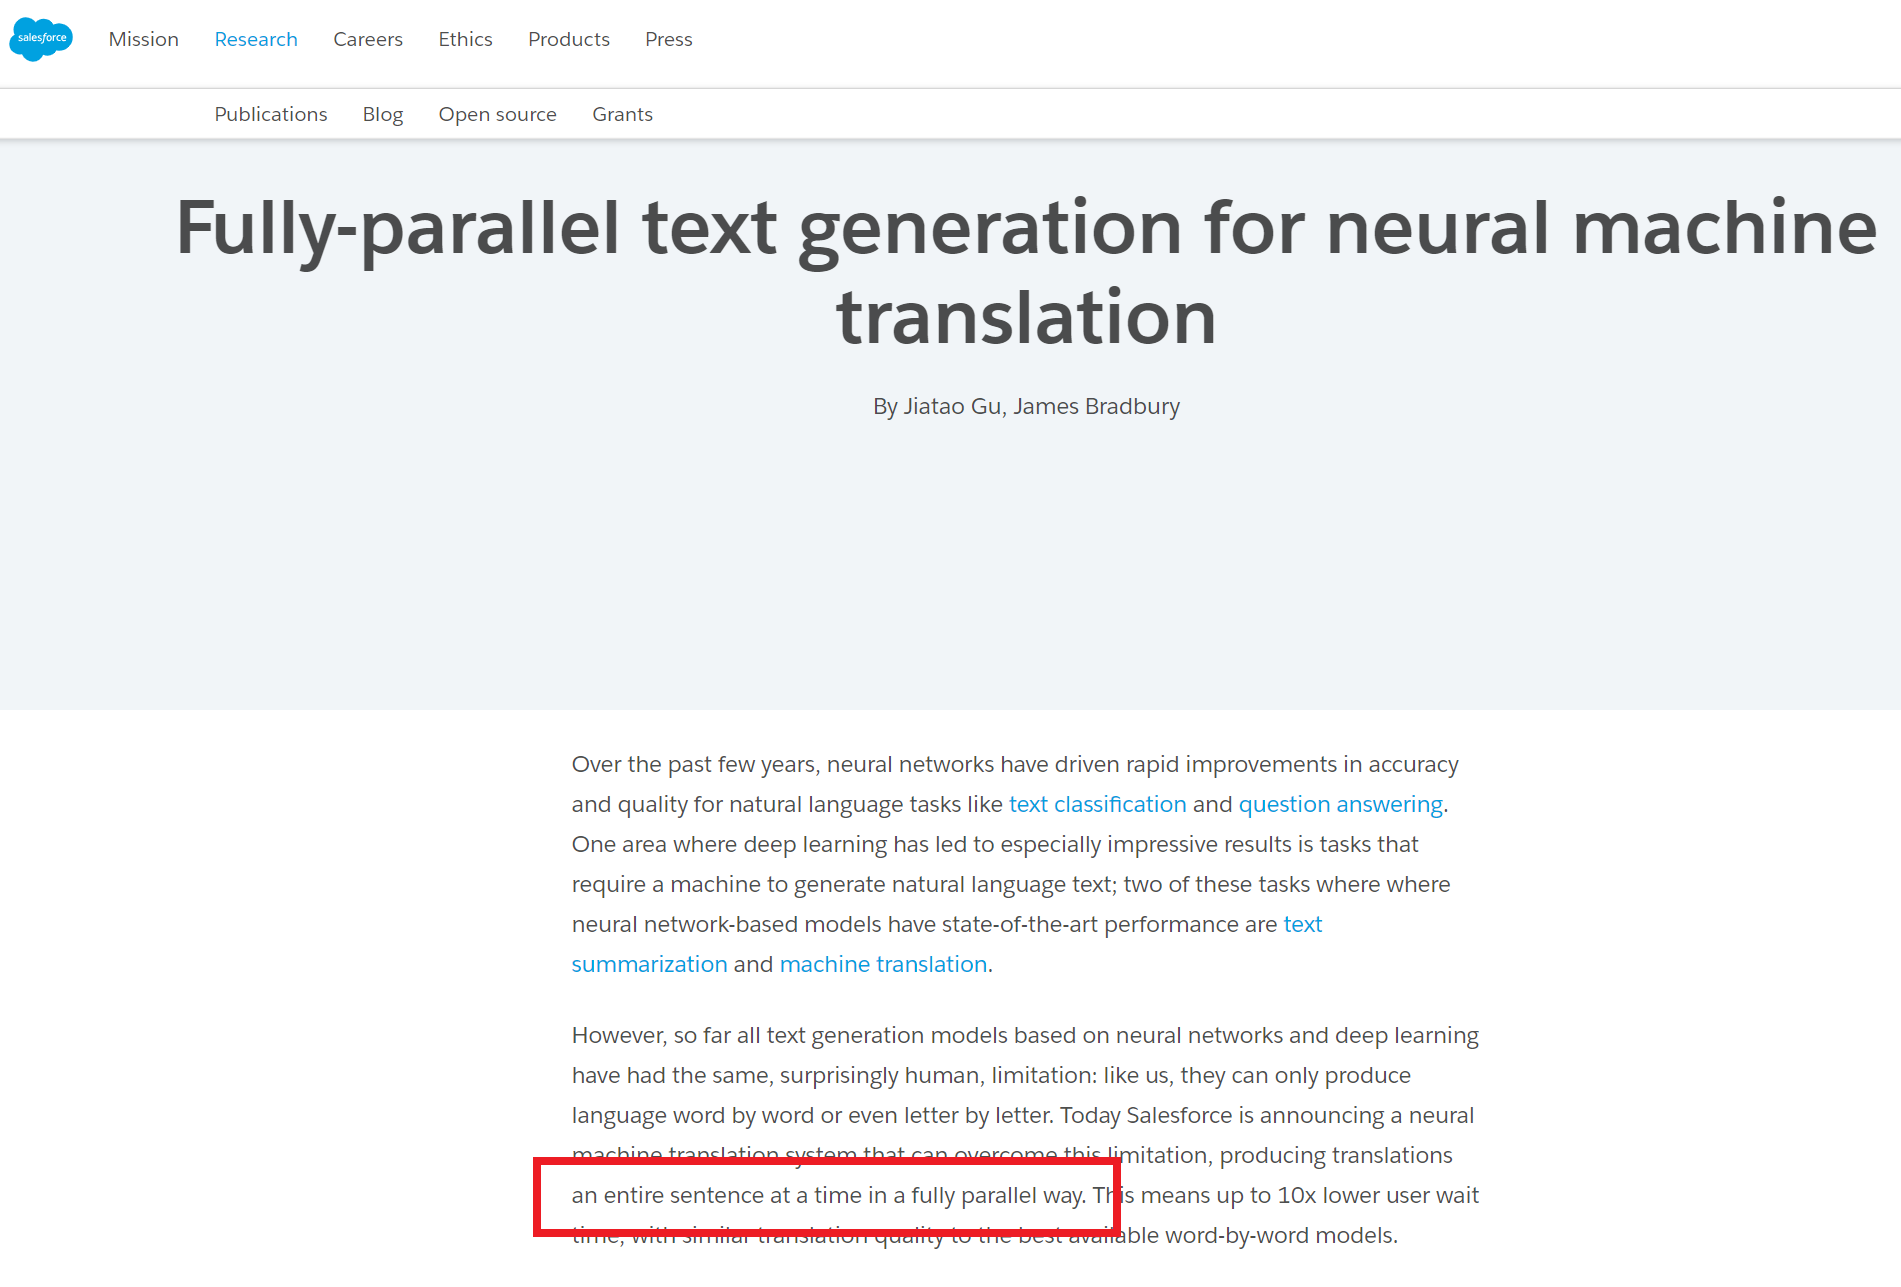 salesforce
Mission Research Careers Ethics Products Press
Publications Blog Open source Grants
Fully-parallel text generation for neural machine
translation
By Jiatao Gu, James Bradbury
Over the past few years, neural networks have driven rapid improvements in accuracy
and quality for natural language tasks like text classification and question answering.
One area where deep learning has led to especially impressive results is tasks that
require a machine to generate natural language text; two of these tasks where where
neural network-based models have state-of-the-art performance are text
summarization and machine translation.
However, so far all text generation models based on neural networks and deep learning
have had the same, surprisingly human, limitation: like us, they can only produce
language word by word or even letter by letter. Today Salesforce is announcing a neural
machine translation system that can overcome this limitation, producing translations
an entire sentence at a time in a fully parallel way. This means up to 10x lower user wait
time, with similar translation quality to the best available word-by-word models.